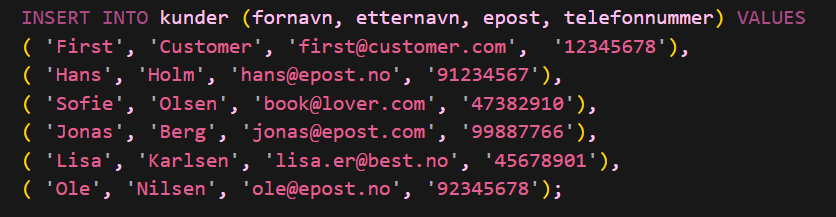 INSERT INTO kunder (fornavn, etternavn, epost, telefonnummer) VALUES
( 'First', 'Customer', 'first@customer.com',  '12345678'),
( 'Hans', 'Holm', 'hans@epost.no', '91234567'),
( 'Sofie', 'Olsen', 'book@lover.com', '47382910'),
( 'Jonas', 'Berg', 'jonas@epost.com', '99887766'),
( 'Lisa', 'Karlsen', 'lisa.er@best.no', '45678901'),
( 'Ole', 'Nilsen', 'ole@epost.no', '92345678');